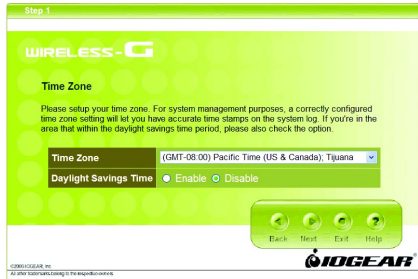 Step 1
WIRELESS-G
Time Zone
Please setup your time zone. For system management purposes, a correctly configured
time zone setting will let you have accurate time stamps on the system log. If you're in the
area that within the daylight savings time period, please also check the option.
Time Zone (GMT-08:00) Pacific Time (US & Canada); Tijuana
Daylight Savings Time Enable Disable
Back Next Exit Help
IOGEAR
©2006 IOGEAR, Inc
All other trademarks belong to the respective owners.